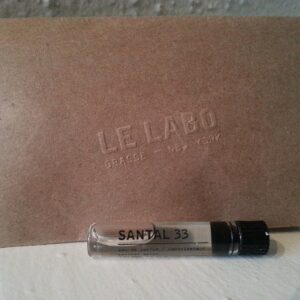 LE LABO
GRASSE — NEW YORK
SANTAL 33